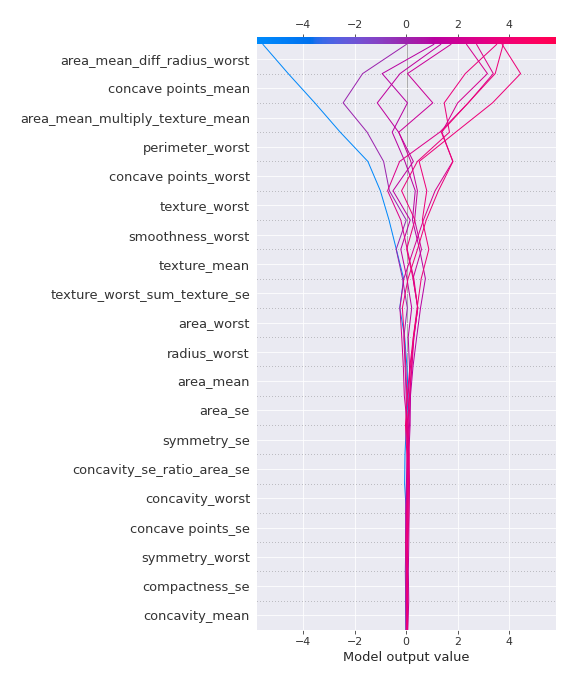 −4 −2 0 2 4
area_mean_diff_radius_worst
concave points_mean
area_mean_multiply_texture_mean
perimeter_worst
concave points_worst
texture_worst
smoothness_worst
texture_mean
texture_worst_sum_texture_se
area_worst
radius_worst
area_mean
area_se
symmetry_se
concavity_se_ratio_area_se
concavity_worst
concave points_se
symmetry_worst
compactness_se
concavity_mean
−4 −2 0 2 4
Model output value